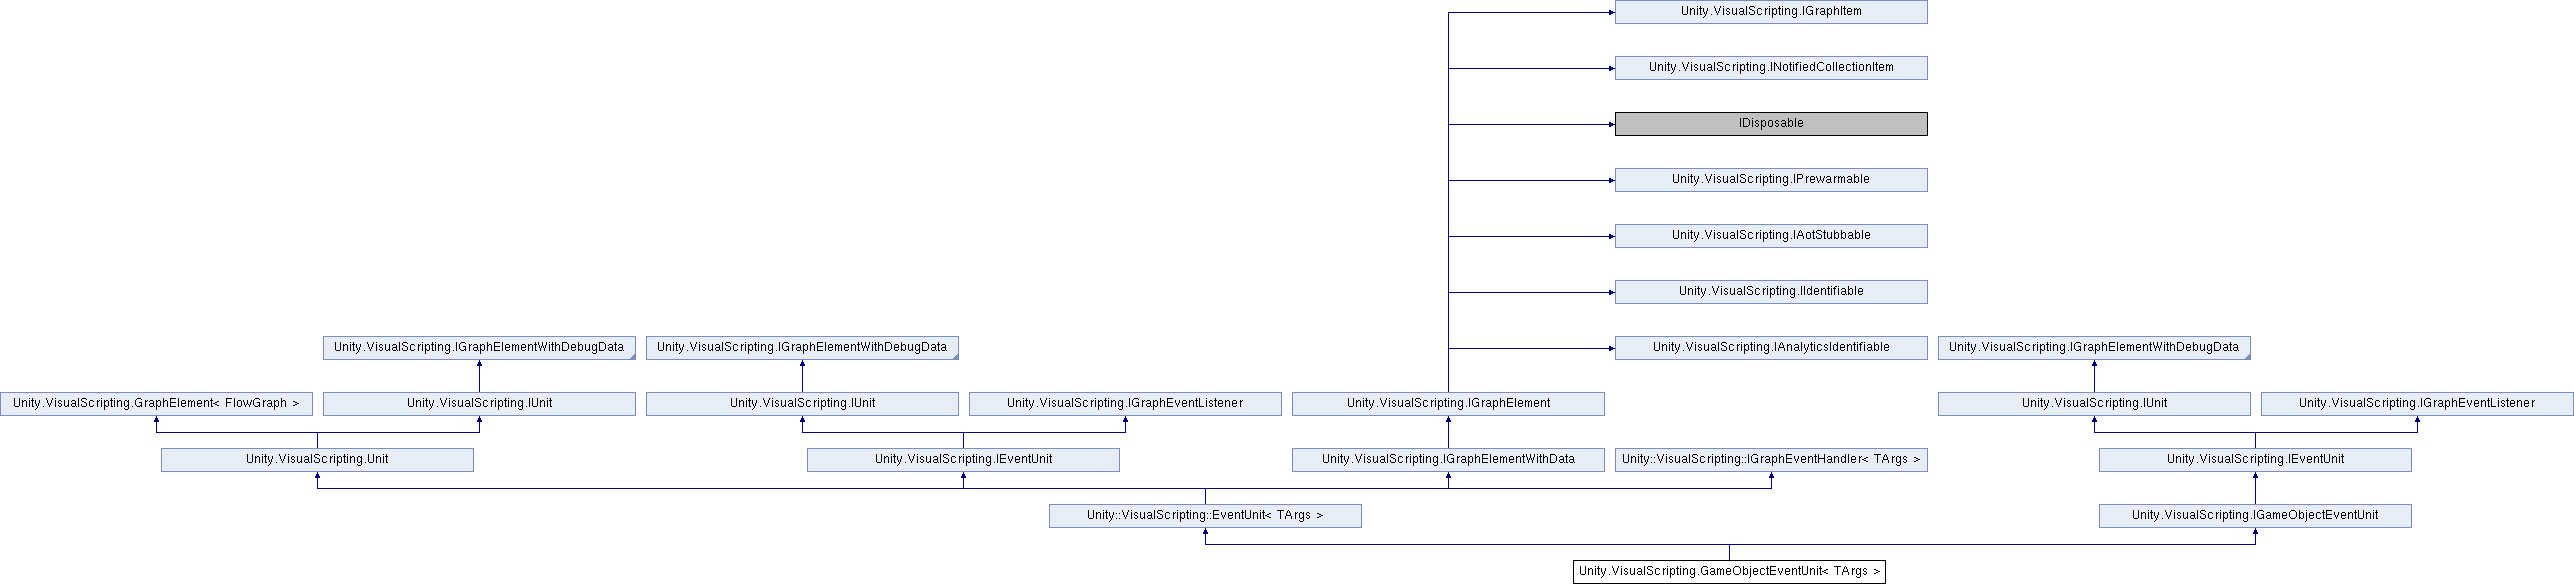 Unity.VisualScripting.IGraphItem
Unity.VisualScripting.INotifiedCollectionItem
IDisposable
Unity.VisualScripting.IPrewarmable
Unity.VisualScripting.IAotStubbable
Unity.VisualScripting.IIdentifiable
Unity.VisualScripting.IGraphElementWithDebugData
Unity.VisualScripting.IGraphElementWithDebugData
Unity.VisualScripting.IAnalyticsIdentifiable
Unity.VisualScripting.IGraphElementWithDebugData
Unity.VisualScripting.GraphElement< FlowGraph >
Unity.VisualScripting.IUnit
Unity.VisualScripting.IUnit
Unity.VisualScripting.IGraphEventListener
Unity.VisualScripting.IGraphElement
Unity.VisualScripting.IUnit
Unity.VisualScripting.IGraphEventListener
Unity.VisualScripting.Unit
Unity.VisualScripting.IEventUnit
Unity.VisualScripting.IGraphElementWithData
Unity::VisualScripting::IGraphEventHandler< TArgs >
Unity.VisualScripting.IEventUnit
Unity::VisualScripting::EventUnit< TArgs >
Unity.VisualScripting.IGameObjectEventUnit
Unity.VisualScripting.GameObjectEventUnit< TArgs >